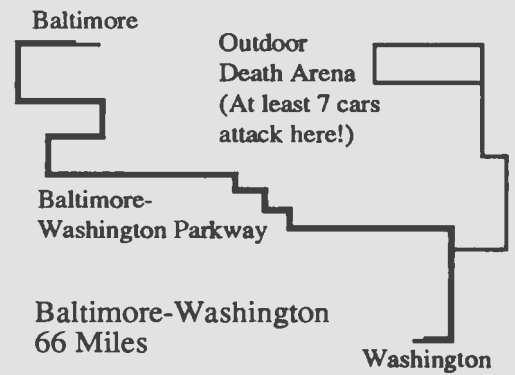 Baltimore
Outdoor
Death Arena
(At least 7 cars
attack here!)
Baltimore-
Washington Parkway
Baltimore-Washington
66 Miles
Washington